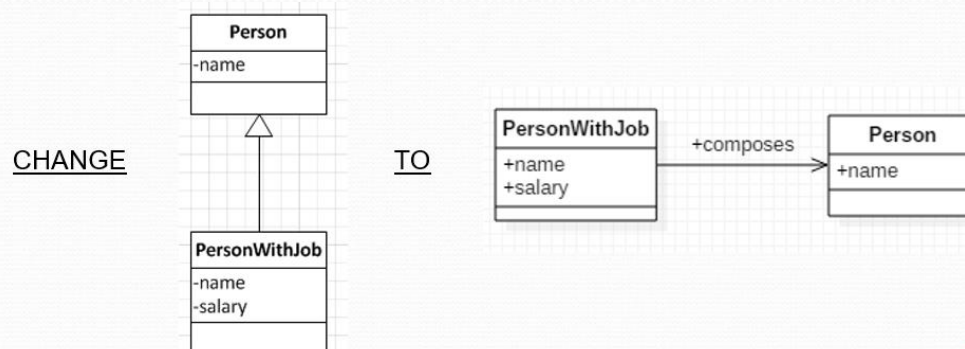 Person
-name
CHANGE
PersonWithJob
-name
-salary
TO
PersonWithJob
+name
+salary
+composes
Person
+name